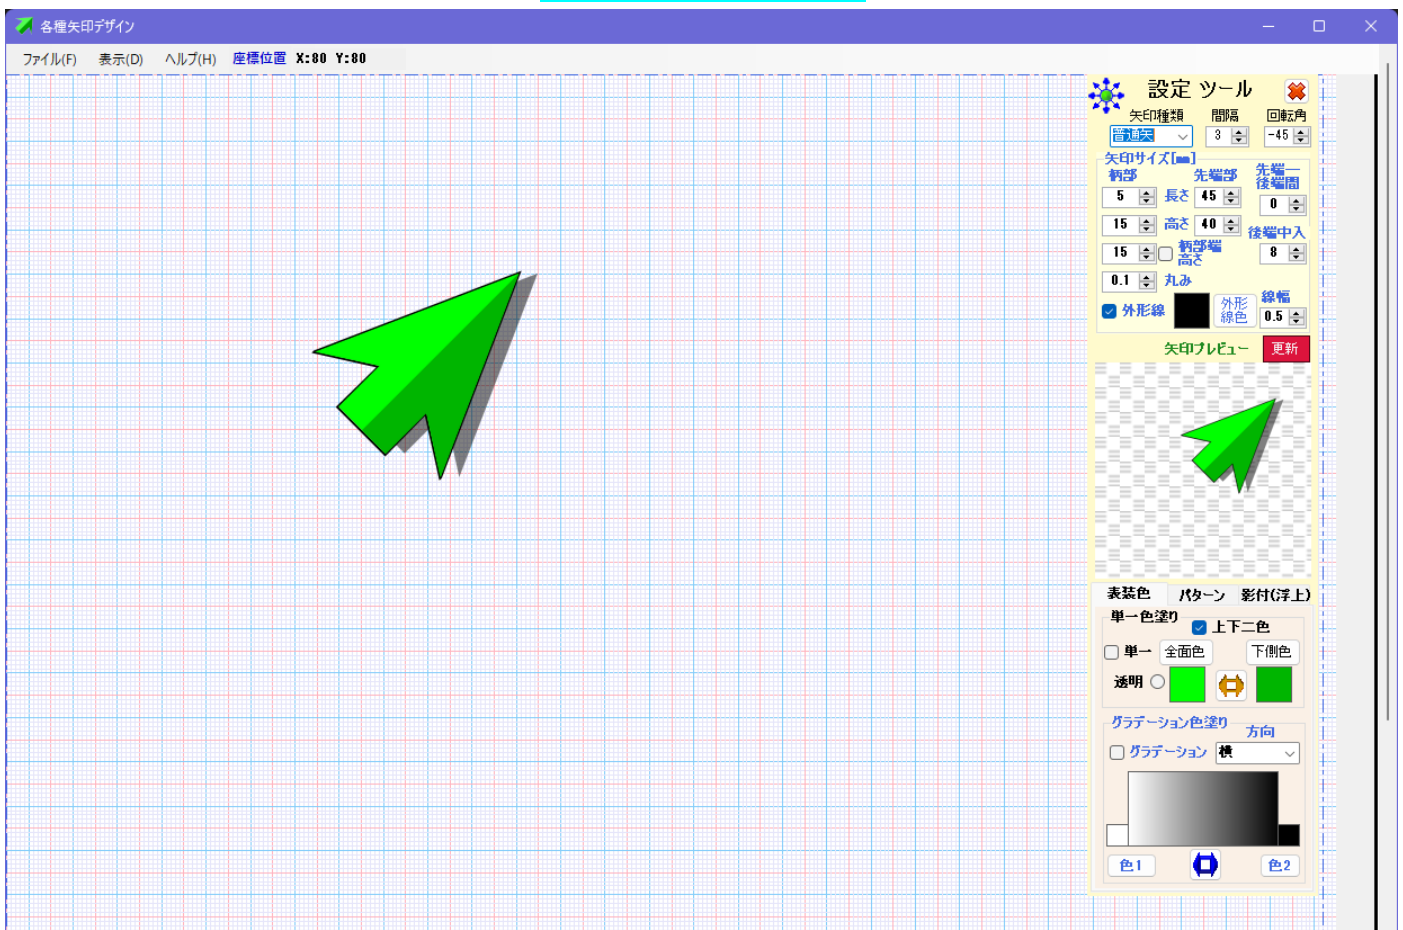 各種矢印デザイン
ファイル(F) 表示(D) ヘルプ(H) 座標位置 X:80 Y:80
設定 ツール
矢印種類 間隔 回転角
普通矢 3 -45
矢印サイズ[mm]
柄部 先端部 先端―後端間
5 長さ 45 0
15 高さ 40 後端中入
15 柄部端高さ 8
0.1 丸み
外形線 外形線色 線幅
0.5
矢印プレビュー 更新
表装色 パターン 影付(浮上)
単一色塗り 上下二色
単一 全面色 下側色
透明
グラデーション色塗り 方向
グラデーション 横
色1 色2